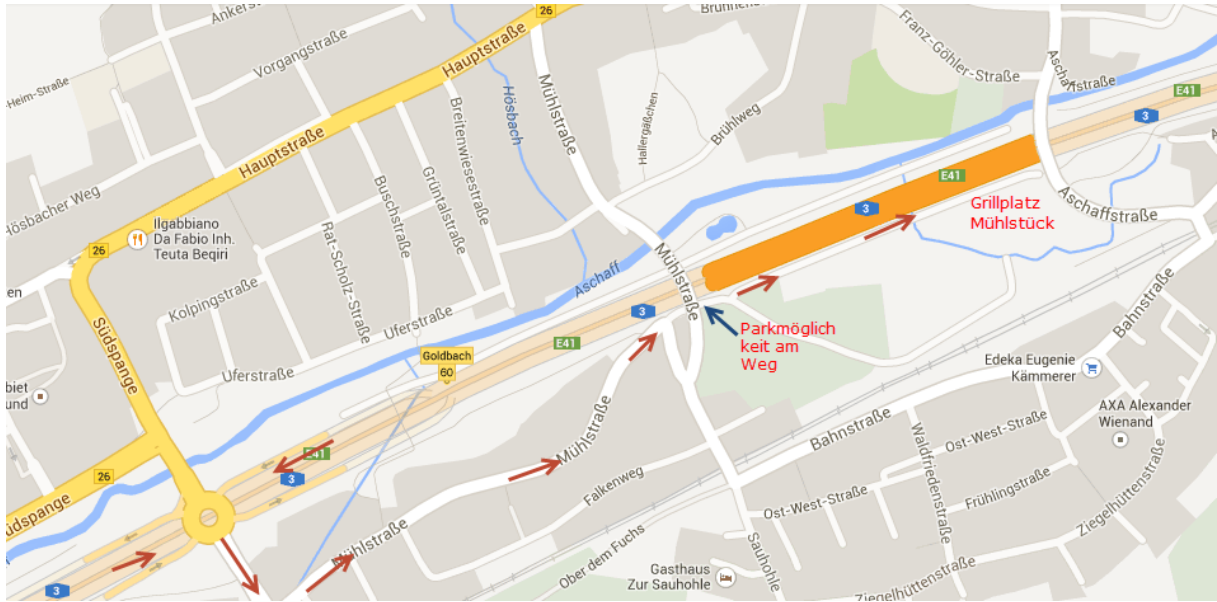 Ankerstr
26
Brunnenst
Vorgangstraße
Hauptstraße
Franz-Göhler-Straße
-Heim-Straße
Mühlstraße
Hösbach
Aschaffstraße
E41
3
Breitenwiesestraße
Hallergäßchen
Brühlweg
Hauptstraße
Grüntalstraße
Buschstraße
Hösbacher Weg
E41
Grillplatz
Mühlstück
3
Aschaffstraße
Ilgabbiano
Da Fabio Inh.
Teuta Beqiri
26
Rat-Scholz-Straße
Mühlstraße
Aschaff
ten
Kolpingstraße
3
Uferstraße
Südspange
Parkmöglich
keit am
Weg
Bahnstraße
E41
Goldbach
60
Uferstraße
Edeka Eugenie
Kämmerer
biet
und
AXA Alexander
Wienand
Mühlstraße
Bahnstraße
Ost-West-Straße
E41
26
3
Falkenweg
Waldfriedenstraße
Südspange
Ost-West-Straße
Frühlingstraße
Ziegelhüttenstraße
Mühlstraße
Sauhohle
Ober dem Fuchs
Gasthaus
Zur Sauhohle
3
Ziegelhüttenstraße